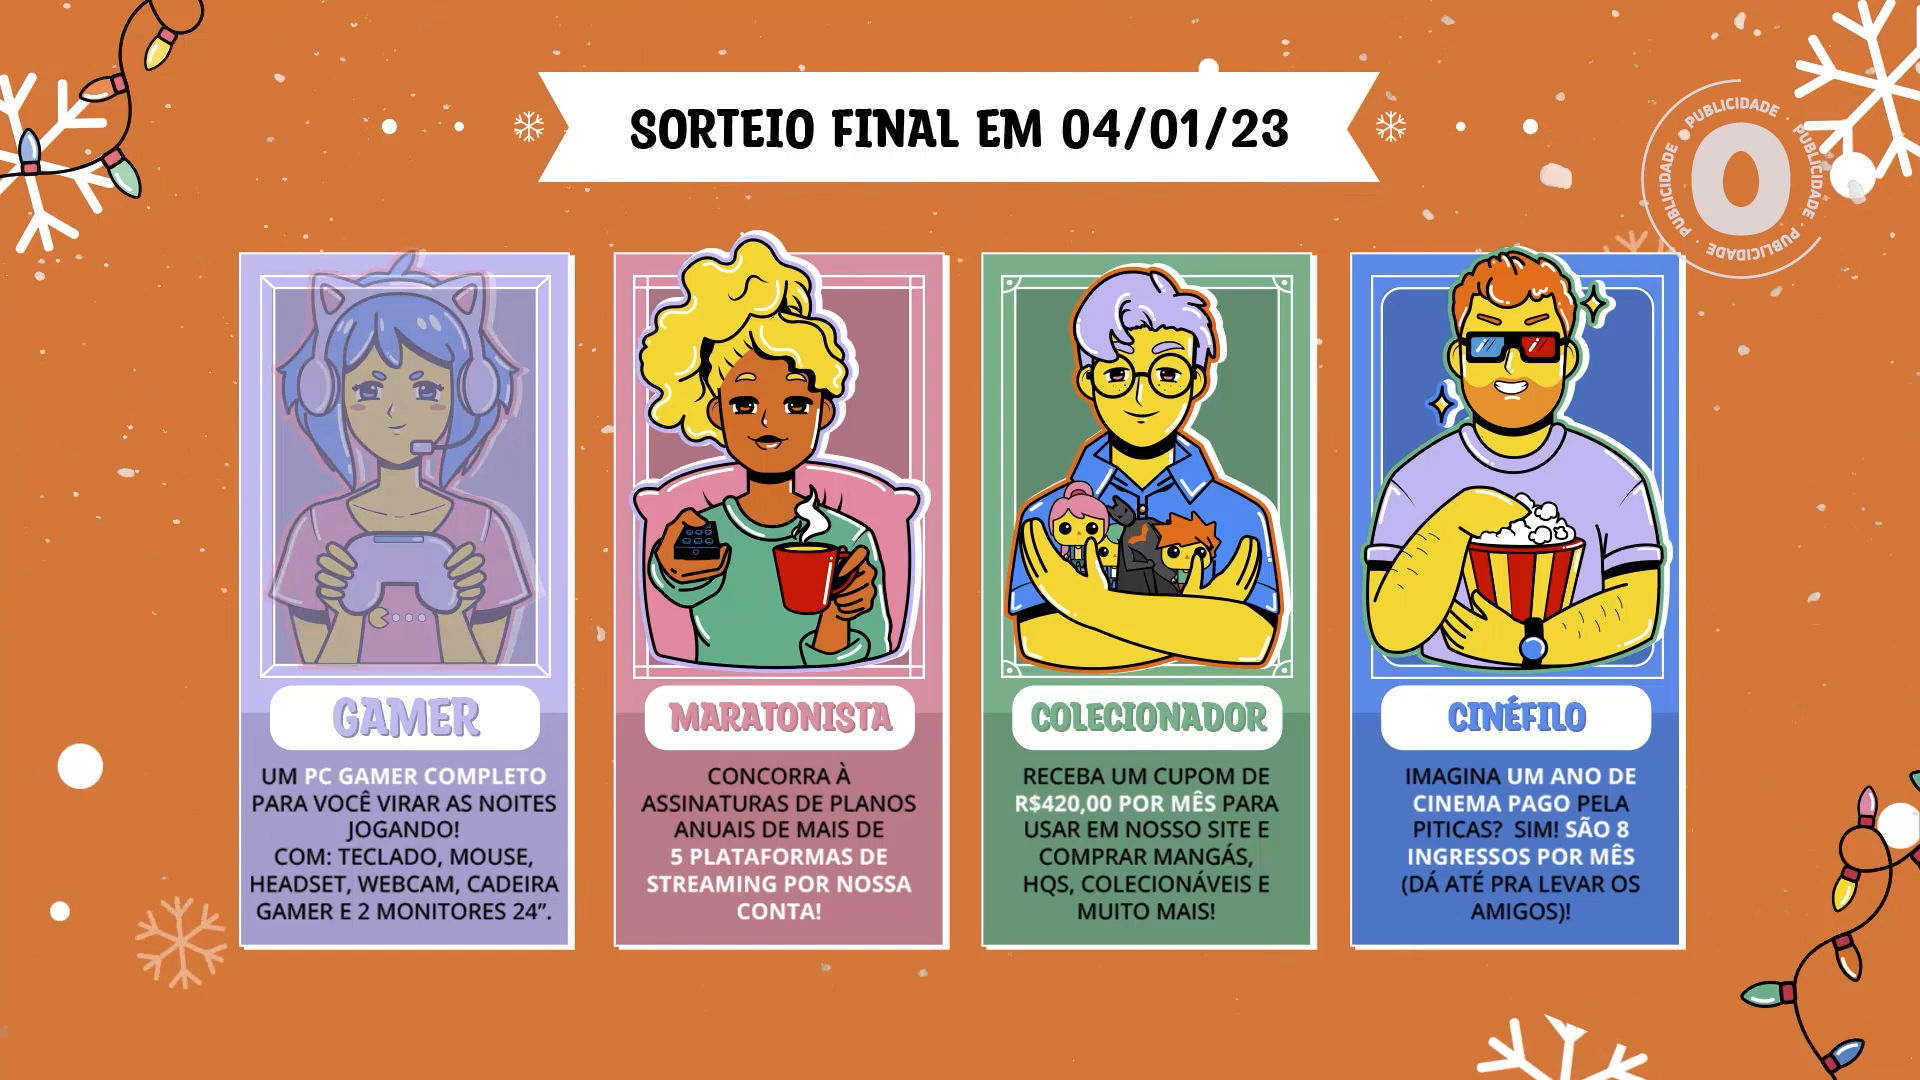 SORTEIO FINAL EM 04/01/23
PUBLICIDADE · PUBLICIDADE · PUBLICIDADE · PUBLICIDADE ·
O
GAMER
UM PC GAMER COMPLETO
PARA VOCÊ VIRAR AS NOITES
JOGANDO!
COM: TECLADO, MOUSE,
HEADSET, WEBCAM, CADEIRA
GAMER E 2 MONITORES 24”.
MARATONISTA
CONCORRA À
ASSINATURAS DE PLANOS
ANUAIS DE MAIS DE
5 PLATAFORMAS DE
STREAMING POR NOSSA
CONTA!
COLECIONADOR
RECEBA UM CUPOM DE
R$420,00 POR MÊS PARA
USAR EM NOSSO SITE E
COMPRAR MANGÁS,
HQS, COLECIONÁVEIS E
MUITO MAIS!
CINÉFILO
IMAGINA UM ANO DE
CINEMA PAGO PELA
PITICAS? SIM! SÃO 8
INGRESSOS POR MÊS
(DÁ ATÉ PRA LEVAR OS
AMIGOS)!